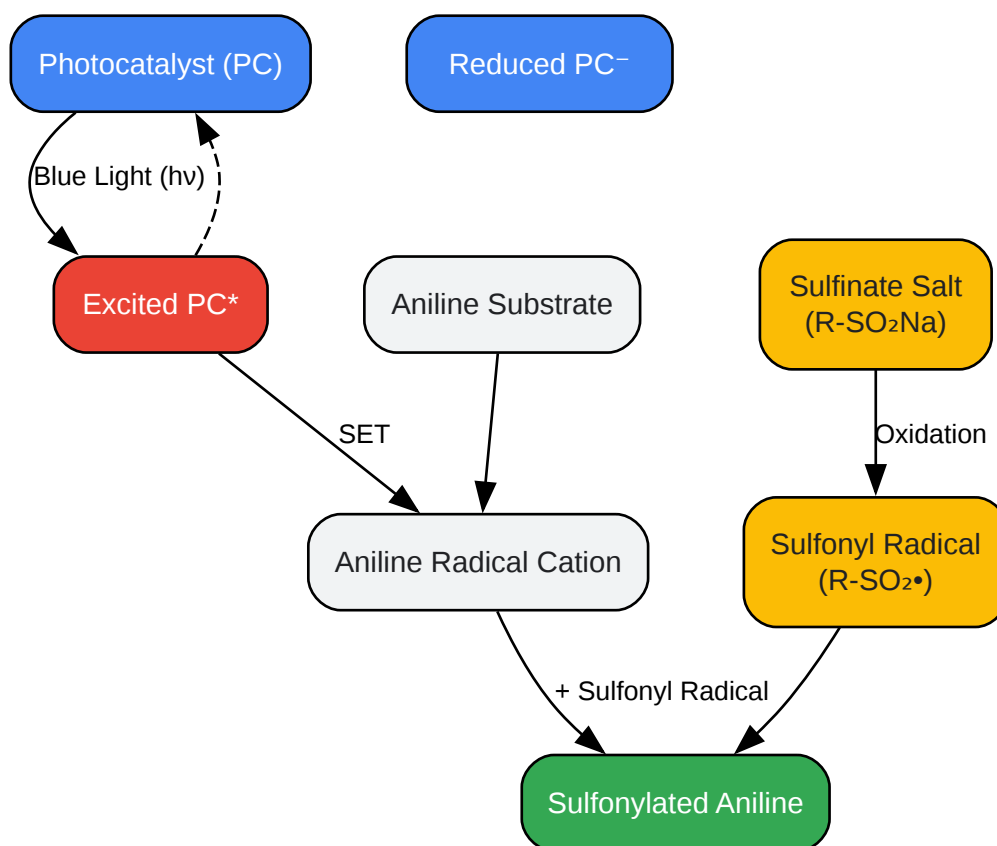 Photocatalyst (PC)
Reduced PC⁻
Blue Light (hν)
Excited PC*
Aniline Substrate
Sulfinate Salt
(R-SO₂Na)
SET
Oxidation
Aniline Radical Cation
Sulfonyl Radical
(R-SO₂•)
+ Sulfonyl Radical
Sulfonylated Aniline